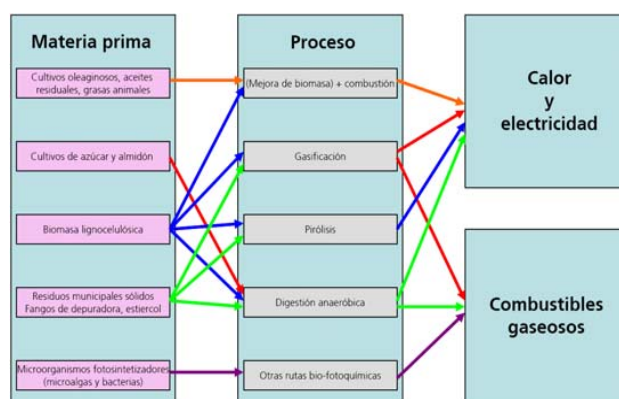 Materia prima
Cultivos oleaginosos, aceites
residuales, grasas animales
Cultivos de azúcar y almidón
Biomasa lignocelulósica
Residuos municipales sólidos
Fangos de depuradora, estiercol
Microorganismos fotosintetizadores
(microalgas y bacterias)
Proceso
(Mejora de biomasa) + combustión
Gasificación
Pirólisis
Digestión anaeróbica
Otras rutas bio-fotoquímicas
Calor
y
electricidad
Combustibles
gaseosos